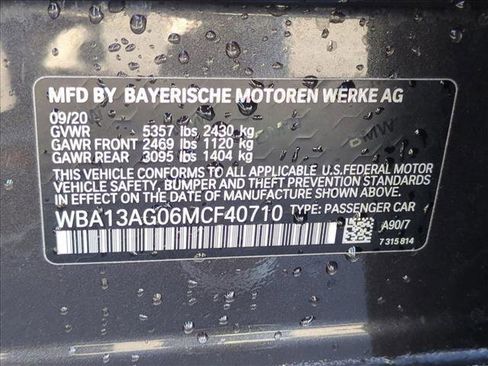 MFD BY BAYERISCHE MOTOREN WERKE AG
09/20
GVWR 5357 lbs 2430 kg
GAWR FRONT 2469 lbs 1120 kg
GAWR REAR 3095 lbs 1404 kg
THIS VEHICLE CONFORMS TO ALL APPLICABLE U.S.FEDERAL MOTOR
VEHICLE SAFETY, BUMPER AND THEFT PREVENTION STANDARDS IN
EFFECT ON THE DATE OF MANUFACTURE SHOWN ABOVE.
WBA13AG06MCF40710 TYPE: PASSENGER CAR
A90/7
7 315 814
BMW